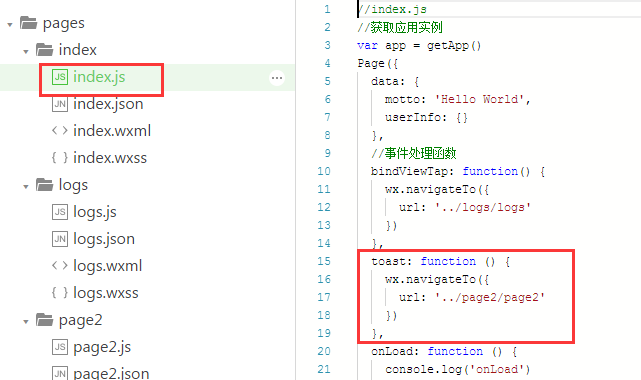 pages
index
JS index.js
JN index.json
< > index.wxml
{ } index.wxss
logs
JS logs.js
JN logs.json
< > logs.wxml
{ } logs.wxss
page2
JS page2.js
JN page2.json
1 //index.js
2 //获取应用实例
3 var app = getApp()
4 Page({
5 data: {
6 motto: 'Hello World',
7 userInfo: {}
8 },
9 //事件处理函数
10 bindViewTap: function() {
11 wx.navigateTo({
12 url: '../logs/logs'
13 })
14 },
15 toast: function () {
16 wx.navigateTo({
17 url: '../page2/page2'
18 })
19 },
20 onLoad: function () {
21 console.log('onLoad')